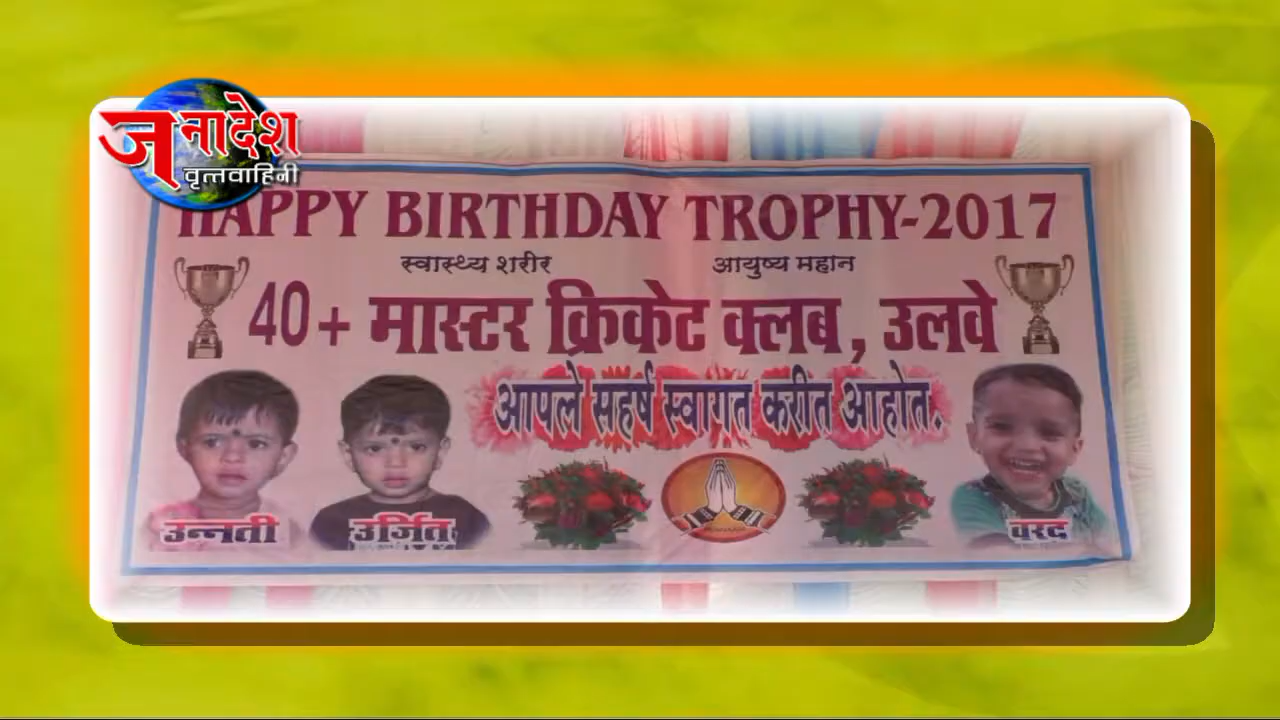 जनादेश
वृत्तवाहिनी
HAPPY BIRTHDAY TROPHY-2017
स्वास्थ्य शरीर आयुष्य महान
40+ मास्टर क्रिकेट क्लब, उलवे
आपले सहर्ष स्वागत करीत आहोत.
उन्नती उर्जित वरद